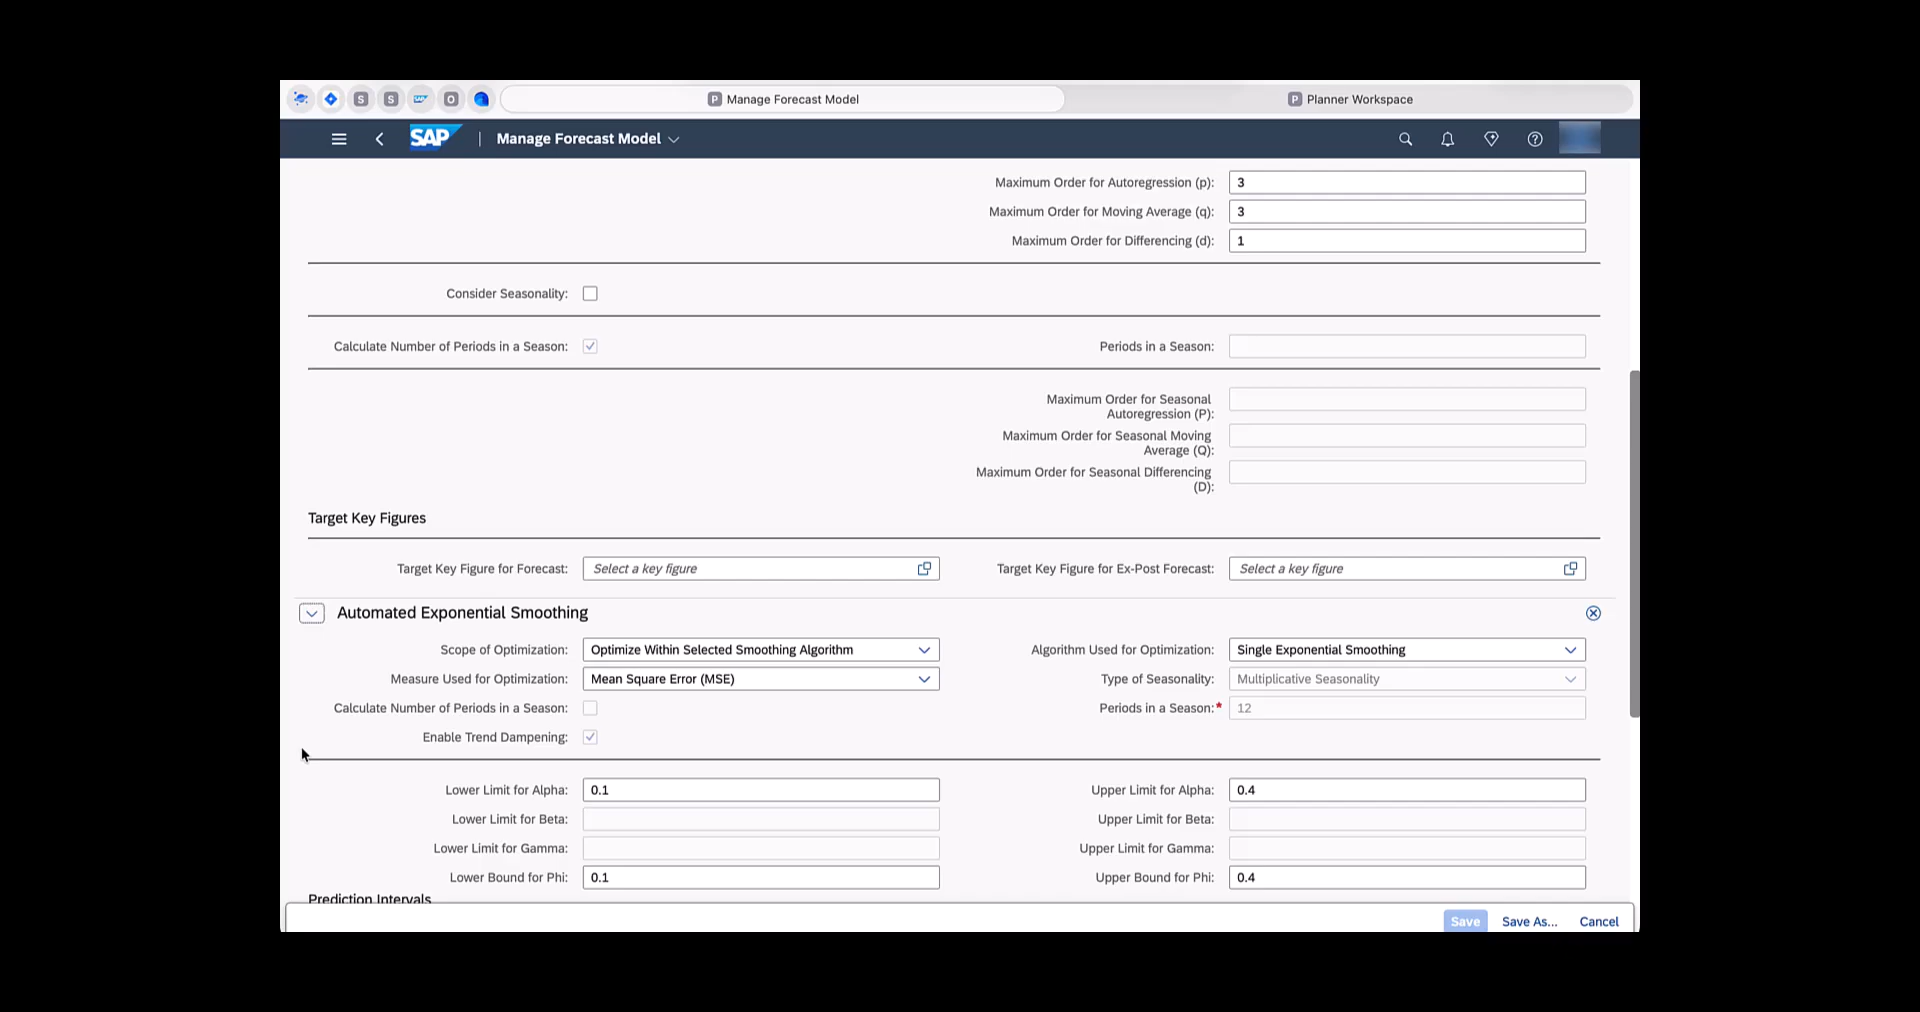 S S SAP O P Manage Forecast Model P Planner Workspace
SAP | Manage Forecast Model
Maximum Order for Autoregression (p): 3
Maximum Order for Moving Average (q): 3
Maximum Order for Differencing (d): 1
Consider Seasonality:
Calculate Number of Periods in a Season: Periods in a Season:
Maximum Order for Seasonal
Autoregression (P):
Maximum Order for Seasonal Moving
Average (Q):
Maximum Order for Seasonal Differencing
(D):
Target Key Figures
Target Key Figure for Forecast: Select a key figure Target Key Figure for Ex-Post Forecast: Select a key figure
Automated Exponential Smoothing
Scope of Optimization: Optimize Within Selected Smoothing Algorithm Algorithm Used for Optimization: Single Exponential Smoothing
Measure Used for Optimization: Mean Square Error (MSE) Type of Seasonality: Multiplicative Seasonality
Calculate Number of Periods in a Season: Periods in a Season:* 12
Enable Trend Dampening:
Lower Limit for Alpha: 0.1 Upper Limit for Alpha: 0.4
Lower Limit for Beta: Upper Limit for Beta:
Lower Limit for Gamma: Upper Limit for Gamma:
Lower Bound for Phi: 0.1 Upper Bound for Phi: 0.4
Prediction Intervals
Save Save As... Cancel